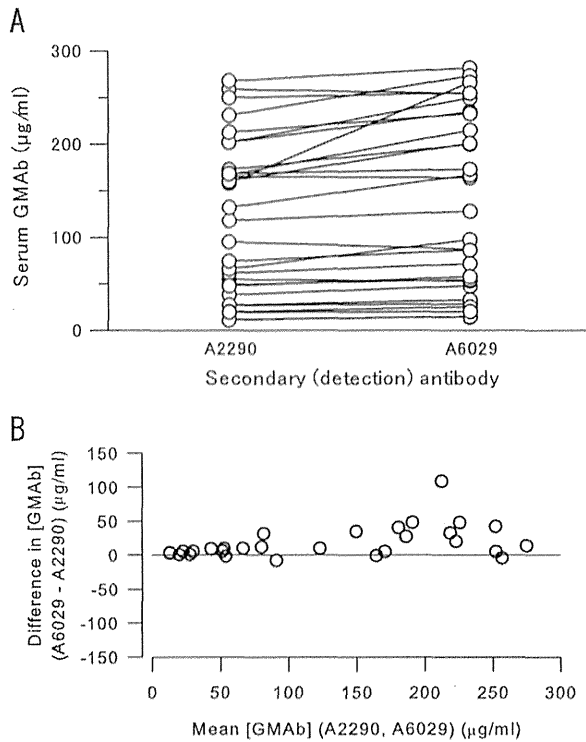 A
300
200
100
0
Serum GMAb (µg/ml)
A2290
A6029
Secondary (detection) antibody
B
150
100
50
0
-50
-100
-150
Difference in [GMAb]
(A6029 - A2290) (µg/ml)
0
50
100
150
200
250
300
Mean [GMAb] (A2290, A6029) (µg/ml)